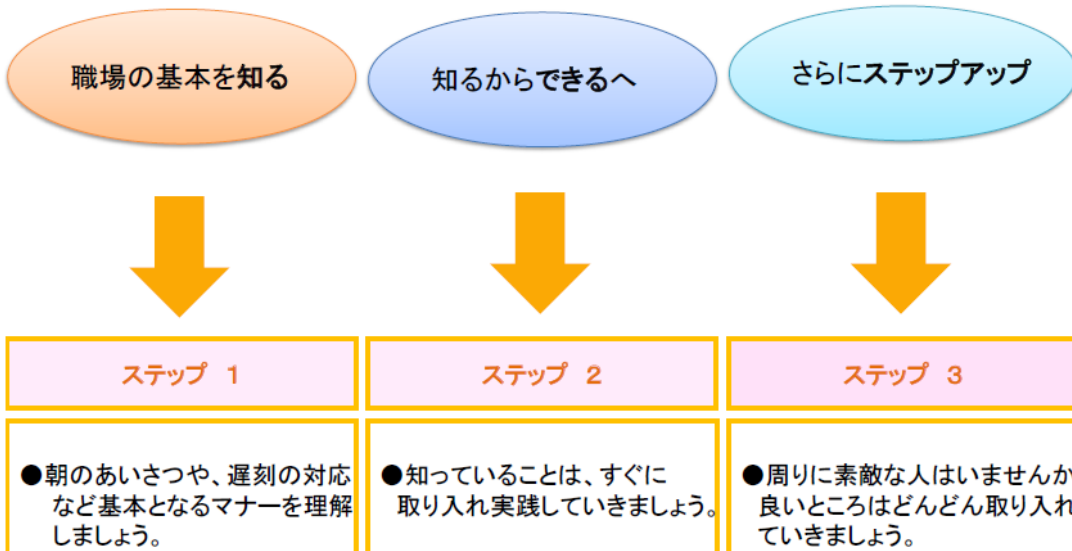 職場の基本を知る
知るからできるへ
さらにステップアップ
ステップ 1
ステップ 2
ステップ 3
●朝のあいさつや、遅刻の対応
など基本となるマナーを理解
しましょう。
●知っていることは、すぐに
取り入れ実践していきましょう。
●周りに素敵な人はいませんか
良いところはどんどん取り入れ
ていきましょう。